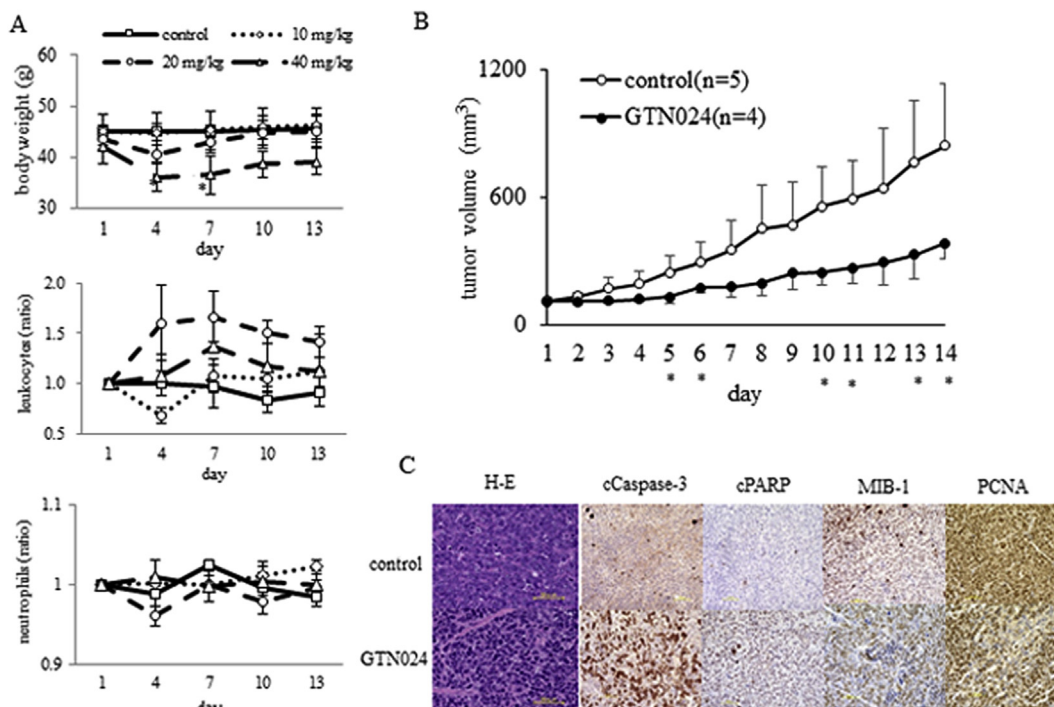 A
control
10 mg/kg
20 mg/kg
40 mg/kg
body weight (g)
60
50
40
30
*
*
1 4 7 10 13
day
leukocytes (ratio)
2.0
1.5
1.0
0.5
1 4 7 10 13
day
neutrophils (ratio)
1.1
1
0.9
1 4 7 10 13
day
B
control(n=5)
GTN024(n=4)
tumor volume (mm3)
1200
600
0
1 2 3 4 5 6 7 8 9 10 11 12 13 14
* * * * * *
day
C
H-E cCaspase-3 cPARP MIB-1 PCNA
control
GTN024